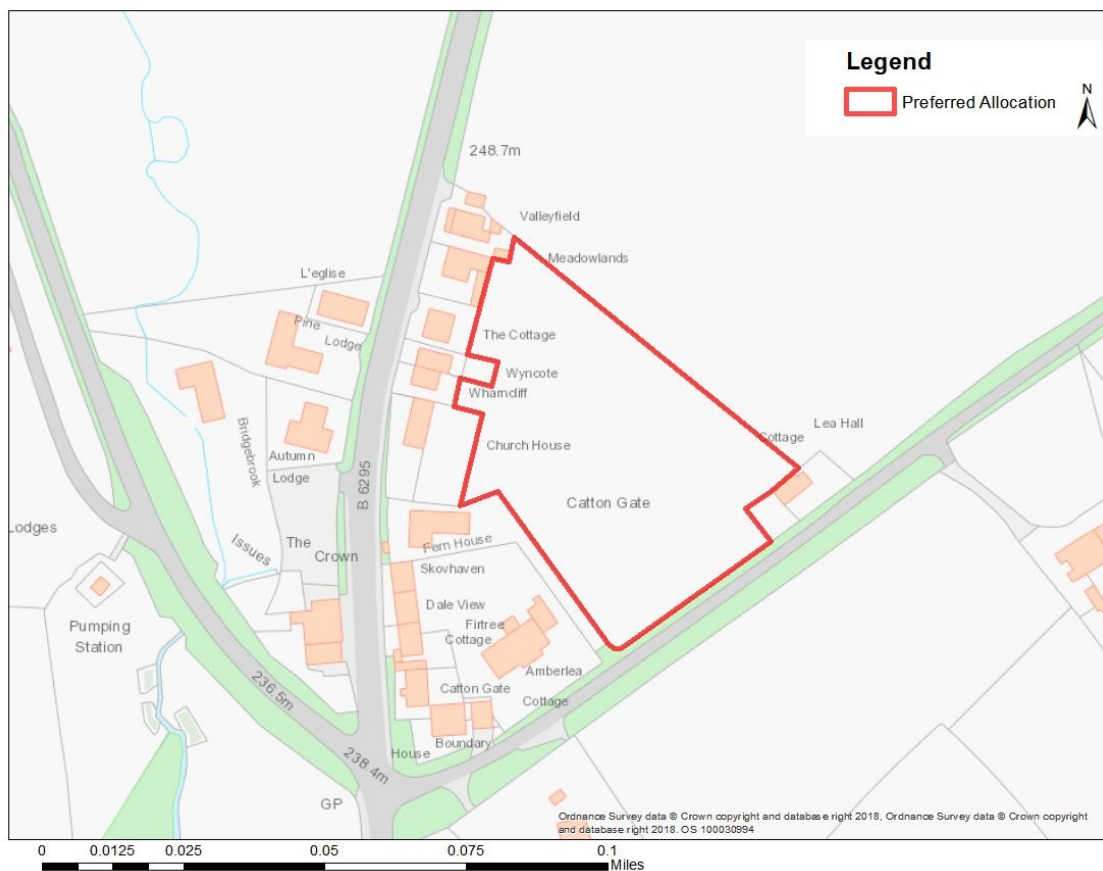 Legend
Preferred Allocation
N
248.7m
Valleyfield
Meadowlands
L'eglise
Pine
Lodge
The Cottage
Wyncote
Wharncliff
Bridgebrook
Autumn
Lodge
B 6295
Church House
Cottage
Lea Hall
Catton Gate
Lodges
Issues
The
Crown
Fern House
Skovhaven
Dale View
Firtree
Cottage
Pumping
Station
Amberlea
Catton Gate
Cottage
236.5m
House
Boundary
238.4m
GP
Ordnance Survey data © Crown copyright and database right 2018, Ordnance Survey data © Crown copyright
and database right 2018. OS 100030994
0 0.0125 0.025 0.05 0.075 0.1
Miles